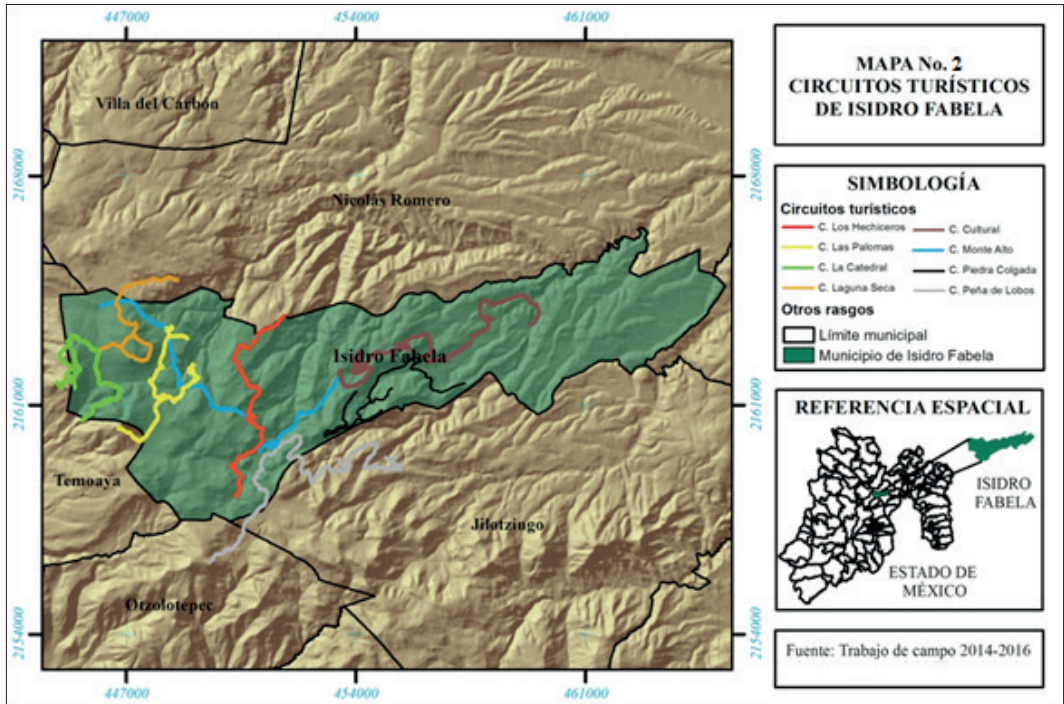 447000 454000 461000
2168000 2168000
2161000 2161000
2154000 2154000
447000 454000 461000
Villa del Carbón
Nicolás Romero
Isidro Fabela
Temoaya
Jilotzingo
Otzolotepec
MAPA No. 2
CIRCUITOS TURÍSTICOS
DE ISIDRO FABELA
SIMBOLOGÍA
Circuitos turísticos
C. Los Hechiceros C. Cultural
C. Las Palomas C. Monte Alto
C. La Catedral C. Piedra Colgada
C. Laguna Seca C. Peña de Lobos
Otros rasgos
Límite municipal
Municipio de Isidro Fabela
REFERENCIA ESPACIAL
ISIDRO
FABELA
ESTADO DE
MÉXICO
Fuente: Trabajo de campo 2014-2016